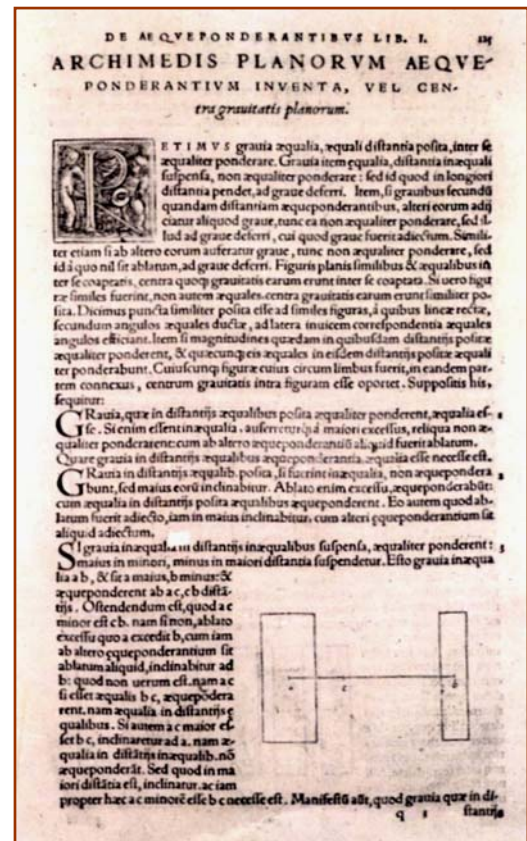 DE AEQVEPONDERANTIBVS LIB. I. 125
ARCHIMEDIS PLANORVM AEQVE-
PONDERANTIVM INVENTA, VEL CEN-
tra grauitatis planorum.
PETIMVS grauia æqualia, æquali distantia posita, inter se
æqualiter ponderare. Grauia item ęqualia, distantia inæquali
suspensa, non æqualiter ponderare: sed id quod in longiori
distantia pendet, ad graue deferri. Item, si grauibus secundũ
quandam distantiam æqueponderantibus, alteri eorum adij
ciatur aliquod graue, tunc ea non æqualiter ponderare, sed il-
lud ad graue deferri, cui quod graue fuerit adiectum. Simili-
ter etiam si ab altero eorum auferatur graue, tunc non æqualiter ponderare, sed
id à quo nil sit ablatum, ad graue deferri. Figuris planis similibus & æqualibus in
ter se coaptatis, centra quoqȝ grauitatis earum erunt inter se coaptata. Si uero figu
ræ similes fuerint, non autem æquales, centra grauitatis earum erunt similiter po-
sita. Dicimus puncta similiter posita esse ad similes figuras, à quibus lineæ rectæ,
secundum angulos æquales ductæ, ad latera inuicem correspondentia æquales
angulos efficiant. Item si magnitudines quædam in quibusdam distantijs positæ
æqualiter ponderent, & quæcunqȝ eis æquales in eisdem distantijs positæ æquali
ter ponderabunt. Cuiuscunqȝ figuræ cuius circum limbus fuerit, in eandem par-
tem connexus, centrum grauitatis intra figuram esse oportet. Suppositis his,
sequitur:
GRauia, quæ in distantijs æqualibus posita æqualiter ponderent, æqualia es-
se. Si enim essent inæqualia, auferretur à maiori excessus, reliqua non æ-
qualiter ponderarent: cum ab altero æqueponderantiũ aliquid fuerit ablatum.
Quare grauia in distantijs æqualibus æqueponderantia, æqualia esse necesse est.
GRauia in distantijs æqualib. posita, si fuerint inæqualia, non æquepondera
bunt, sed maius eorũ inclinabitur. Ablato enim excessu, æqueponderabũt:
cum æqualia in distantijs posita æqualibus æqueponderent. Eo autem quod ab-
latum fuerit adiecto, iam in maius inclinabitur, cum alteri ęqueponderantium sit
aliquid adiectum.
SI grauia inæqualia in distantijs inæqualibus suspensa, æqualiter ponderent: 3
maius in minori, minus in maiori distantia suspendetur. Esto grauia inæqua
lia a b, & sit a maius, b minus: &
æqueponderent ab a c, c b distã-
tijs. Ostendendum est, quod a c
minor est c b. nam si non, ablato
excessu quo a excedit b, cum iam
ab altero ęqueponderantium sit
ablatum aliquid, inclinabitur ad
b: quod non uerum est. nam a c
si esset æqualis b c, æquepõdera
rent. nam æqualia in distantijs ę
qualibus. Si autem a c maior es-
set b c, inclinaretur ad a. nam æ-
qualia in distãtijs inæqualib. nõ
æqueponderãt. Sed quod in ma
iori distãtia est, inclinatur. ac iam
propter hæc a c minorẽ esse b c necesse est. Manifestũ aũt, quod grauia quæ in di-
q 3 stantijs
c